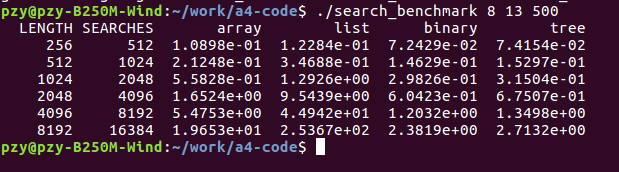 pzy@pzy-B250M-Wind:~/work/a4-code$ ./search_benchmark 8 13 500
LENGTH SEARCHES array list binary tree
256 512 1.0898e-01 1.2284e-01 7.2429e-02 7.4154e-02
512 1024 2.1248e-01 3.4688e-01 1.4629e-01 1.5297e-01
1024 2048 5.5828e-01 1.2926e+00 2.9826e-01 3.1504e-01
2048 4096 1.6524e+00 9.5439e+00 6.0423e-01 6.7507e-01
4096 8192 5.4753e+00 4.4942e+01 1.2032e+00 1.3498e+00
8192 16384 1.9653e+01 2.5367e+02 2.3819e+00 2.7132e+00
pzy@pzy-B250M-Wind:~/work/a4-code$